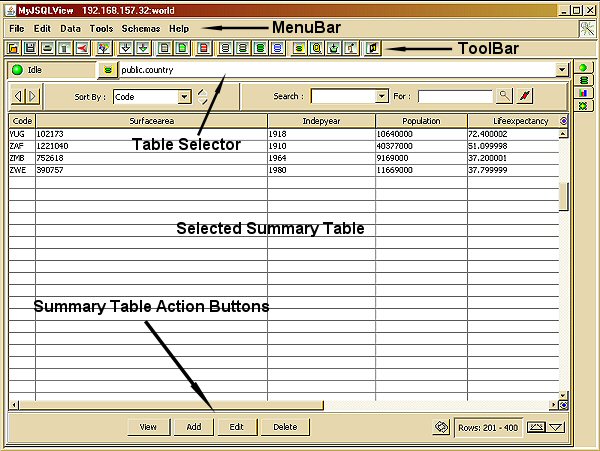 MyJSQLView 192.168.157.32:world
File Edit Data Tools Schemas Help
MenuBar
ToolBar
Idle public.country
Sort By : Code Search : For :
Table Selector
Code Surfacearea Indepyear Population Lifeexpectancy
YUG 102173 1918 10640000 72.400002
ZAF 1221040 1910 40377000 51.099998
ZMB 752618 1964 9169000 37.200001
ZWE 390757 1980 11669000 37.799999
Selected Summary Table
Summary Table Action Buttons
View Add Edit Delete Rows: 201 - 400